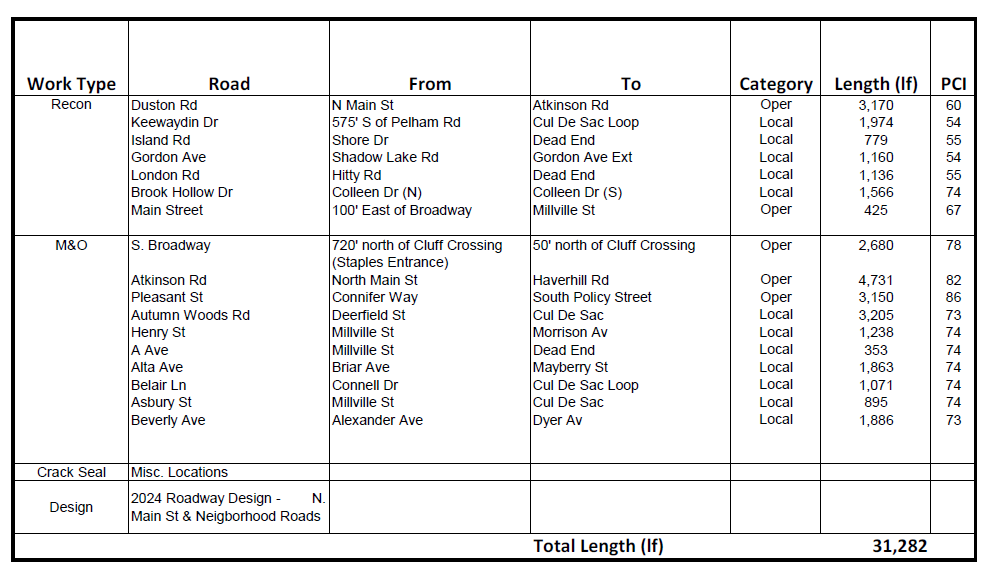 Work Type Road From To Category Length (lf) PCI
Recon Duston Rd N Main St Atkinson Rd Oper 3,170 60
Keewaydin Dr 575' S of Pelham Rd Cul De Sac Loop Local 1,974 54
Island Rd Shore Dr Dead End Local 779 55
Gordon Ave Shadow Lake Rd Gordon Ave Ext Local 1,160 54
London Rd Hitty Rd Dead End Local 1,136 55
Brook Hollow Dr Colleen Dr (N) Colleen Dr (S) Local 1,566 74
Main Street 100' East of Broadway Millville St Oper 425 67
M&O S. Broadway 720' north of Cluff Crossing 50' north of Cluff Crossing Oper 2,680 78
(Staples Entrance)
Atkinson Rd North Main St Haverhill Rd Oper 4,731 82
Pleasant St Connifer Way South Policy Street Oper 3,150 86
Autumn Woods Rd Deerfield St Cul De Sac Local 3,205 73
Henry St Millville St Morrison Av Local 1,238 74
A Ave Millville St Dead End Local 353 74
Alta Ave Briar Ave Mayberry St Local 1,863 74
Belair Ln Connell Dr Cul De Sac Loop Local 1,071 74
Asbury St Millville St Cul De Sac Local 895 74
Beverly Ave Alexander Ave Dyer Av Local 1,886 73
Crack Seal Misc. Locations
Design 2024 Roadway Design - N.
Main St & Neigborhood Roads
Total Length (lf) 31,282